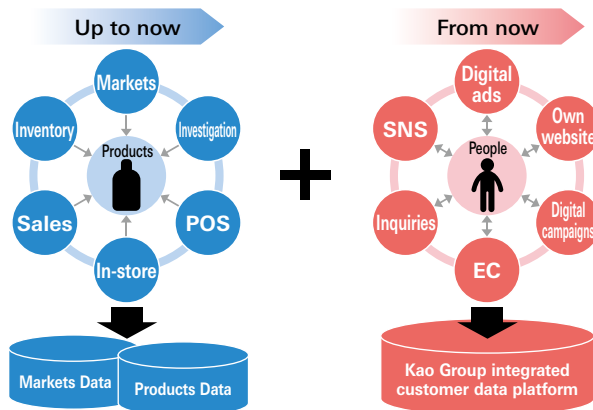 Up to now
Markets
Inventory
Investigation
Products
Sales
POS
In-store
Markets Data
Products Data
From now
Digital
ads
SNS
Own
website
People
Inquiries
Digital
campaigns
EC
Kao Group integrated
customer data platform